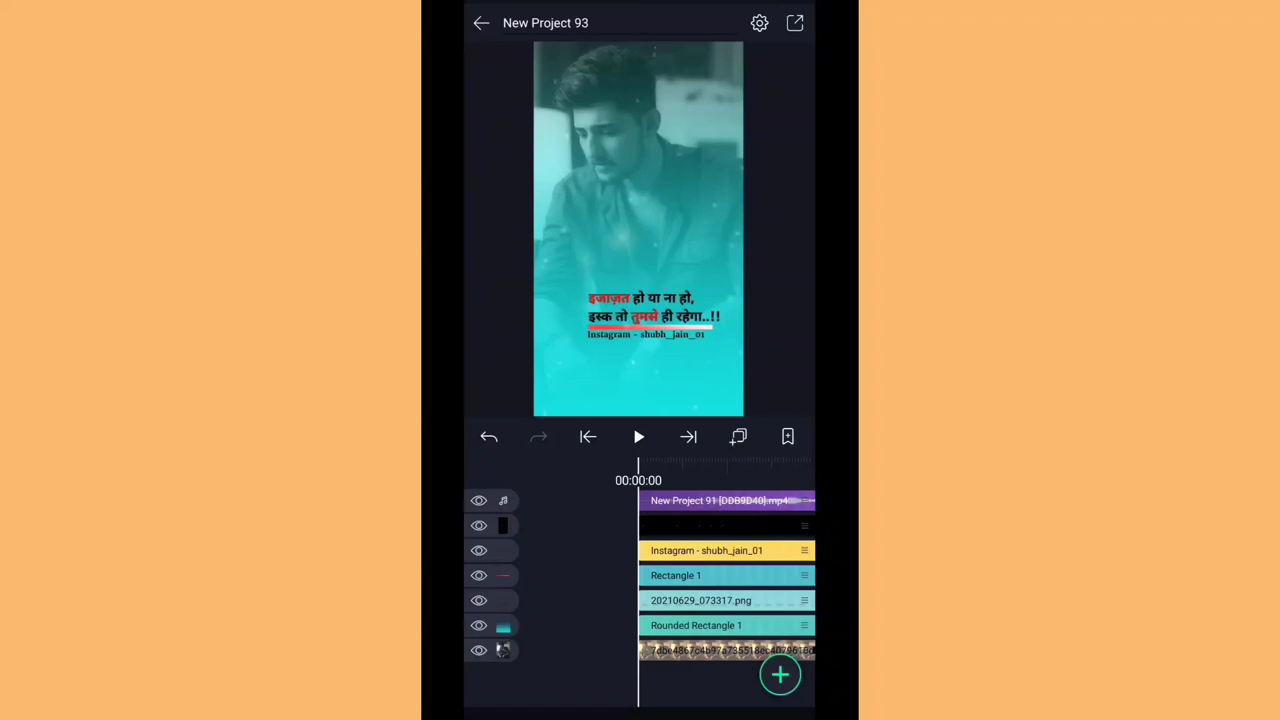 New Project 93
इजाज़त हो या ना हो,
इस्क तो तुमसे ही रहेगा..!!
Instagram - shubh_jain_01
00:00:00
New Project 91 [DDB9D40].mp4
Instagram - shubh_jain_01
Rectangle 1
20210629_073317.png
Rounded Rectangle 1